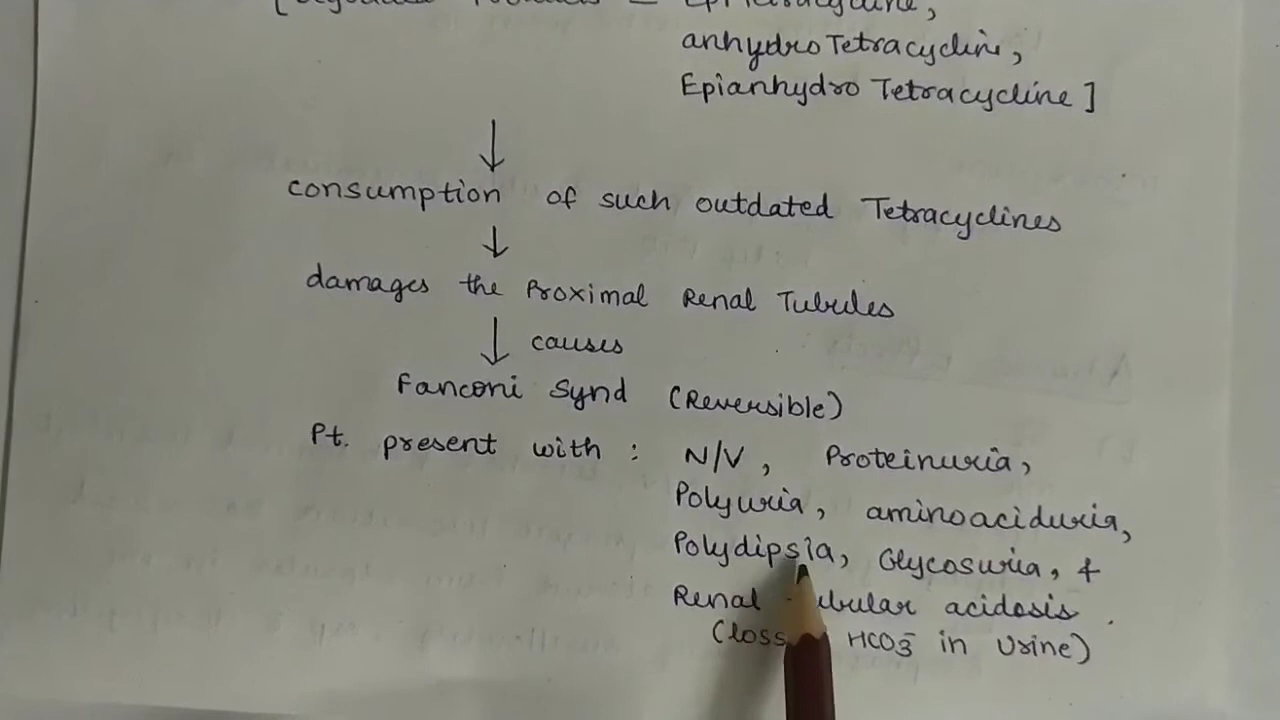 anhydro Tetracycline,
Epianhydro Tetracycline]
↓
consumption of such outdated Tetracyclines
↓
damages the Proximal Renal Tubules
↓ causes
Fanconi Synd (Reversible)
Pt. present with : N/V, Proteinuria,
Polyuria, aminoaciduria,
Polydipsia, Glycosuria, &
Renal acidosis.
(loss HCO3⁻ in Urine)